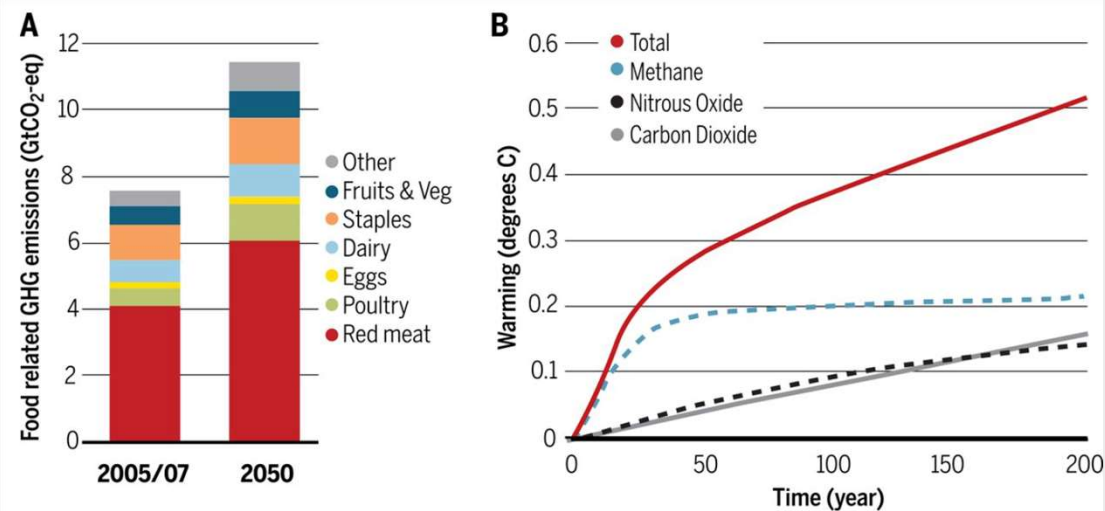 A
Food related GHG emissions (GtCO₂-eq)
12
10
8
6
4
2
0
2005/07
2050
Other
Fruits & Veg
Staples
Dairy
Eggs
Poultry
Red meat
B
Warming (degrees C)
0.6
0.5
0.4
0.3
0.2
0.1
0
Total
Methane
Nitrous Oxide
Carbon Dioxide
0 50 100 150 200
Time (year)